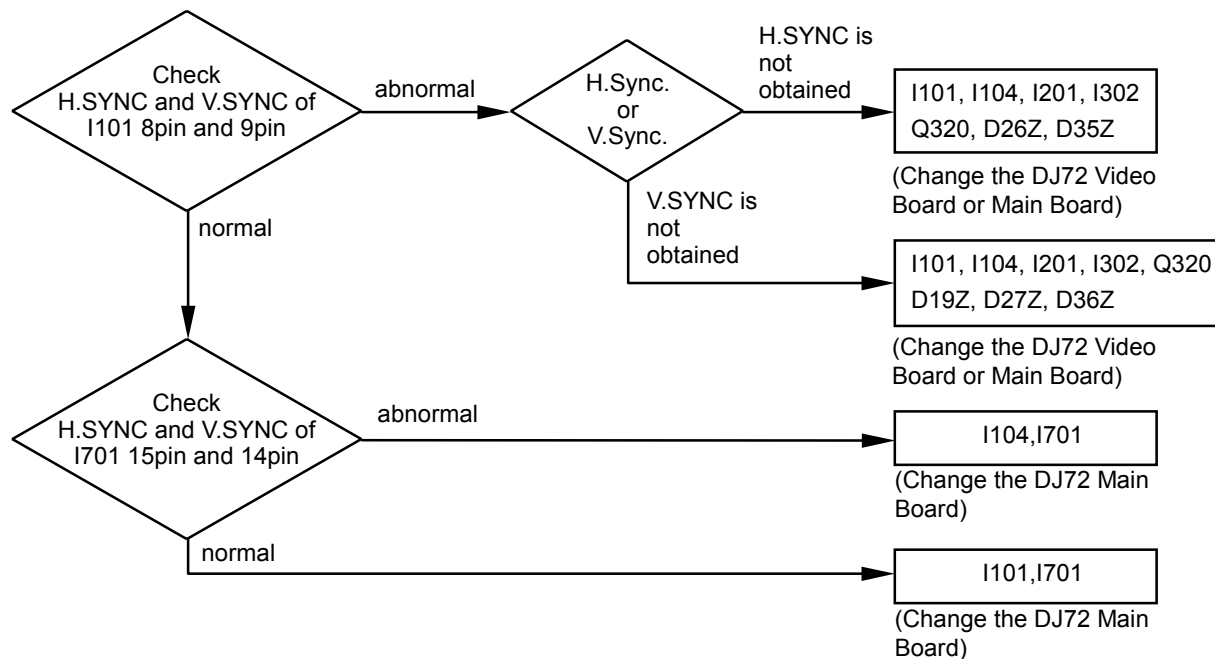 Check
H.SYNC and V.SYNC of
I101 8pin and 9pin
abnormal
H.Sync.
or
V.Sync.
H.SYNC is
not
obtained
I101, I104, I201, I302
Q320, D26Z, D35Z
(Change the DJ72 Video
Board or Main Board)
V.SYNC is
not
obtained
I101, I104, I201, I302, Q320
D19Z, D27Z, D36Z
(Change the DJ72 Video
Board or Main Board)
normal
Check
H.SYNC and V.SYNC of
I701 15pin and 14pin
abnormal
I104,I701
(Change the DJ72 Main
Board)
normal
I101,I701
(Change the DJ72 Main
Board)